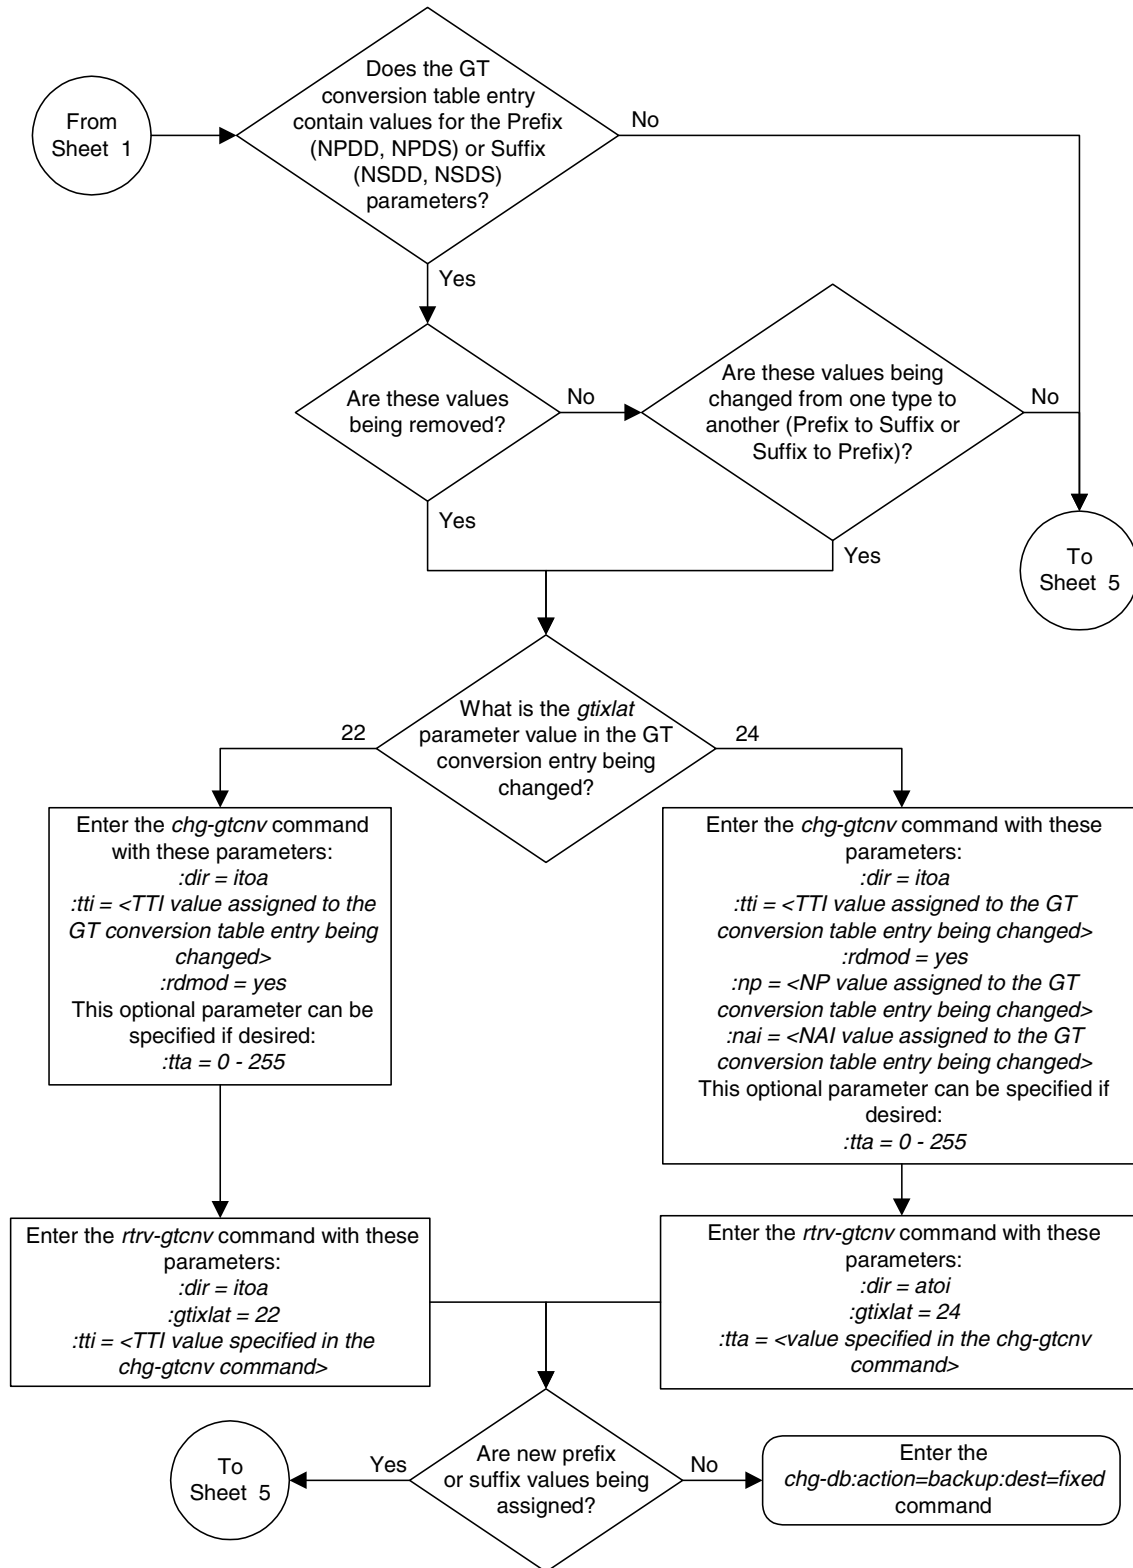 From
Sheet 1
Does the GT
conversion table entry
contain values for the Prefix
(NPDD, NPDS) or Suffix
(NSDD, NSDS)
parameters?
No
Yes
Are these values
being removed?
No
Are these values being
changed from one type to
another (Prefix to Suffix or
Suffix to Prefix)?
No
Yes
Yes
To
Sheet 5
What is the gtixlat
parameter value in the GT
conversion entry being
changed?
22
24
Enter the chg-gtcnv command
with these parameters:
:dir = itoa
:tti = <TTI value assigned to the
GT conversion table entry being
changed>
:rdmod = yes
This optional parameter can be
specified if desired:
:tta = 0 - 255
Enter the chg-gtcnv command with these
parameters:
:dir = itoa
:tti = <TTI value assigned to the GT
conversion table entry being changed>
:rdmod = yes
:np = <NP value assigned to the GT
conversion table entry being changed>
:nai = <NAI value assigned to the GT
conversion table entry being changed>
This optional parameter can be specified if
desired:
:tta = 0 - 255
Enter the rtrv-gtcnv command with these
parameters:
:dir = itoa
:gtixlat = 22
:tti = <TTI value specified in the
chg-gtcnv command>
Enter the rtrv-gtcnv command with these
parameters:
:dir = atoi
:gtixlat = 24
:tta = <value specified in the chg-gtcnv
command>
To
Sheet 5
Yes
Are new prefix
or suffix values being
assigned?
No
Enter the
chg-db:action=backup:dest=fixed
command